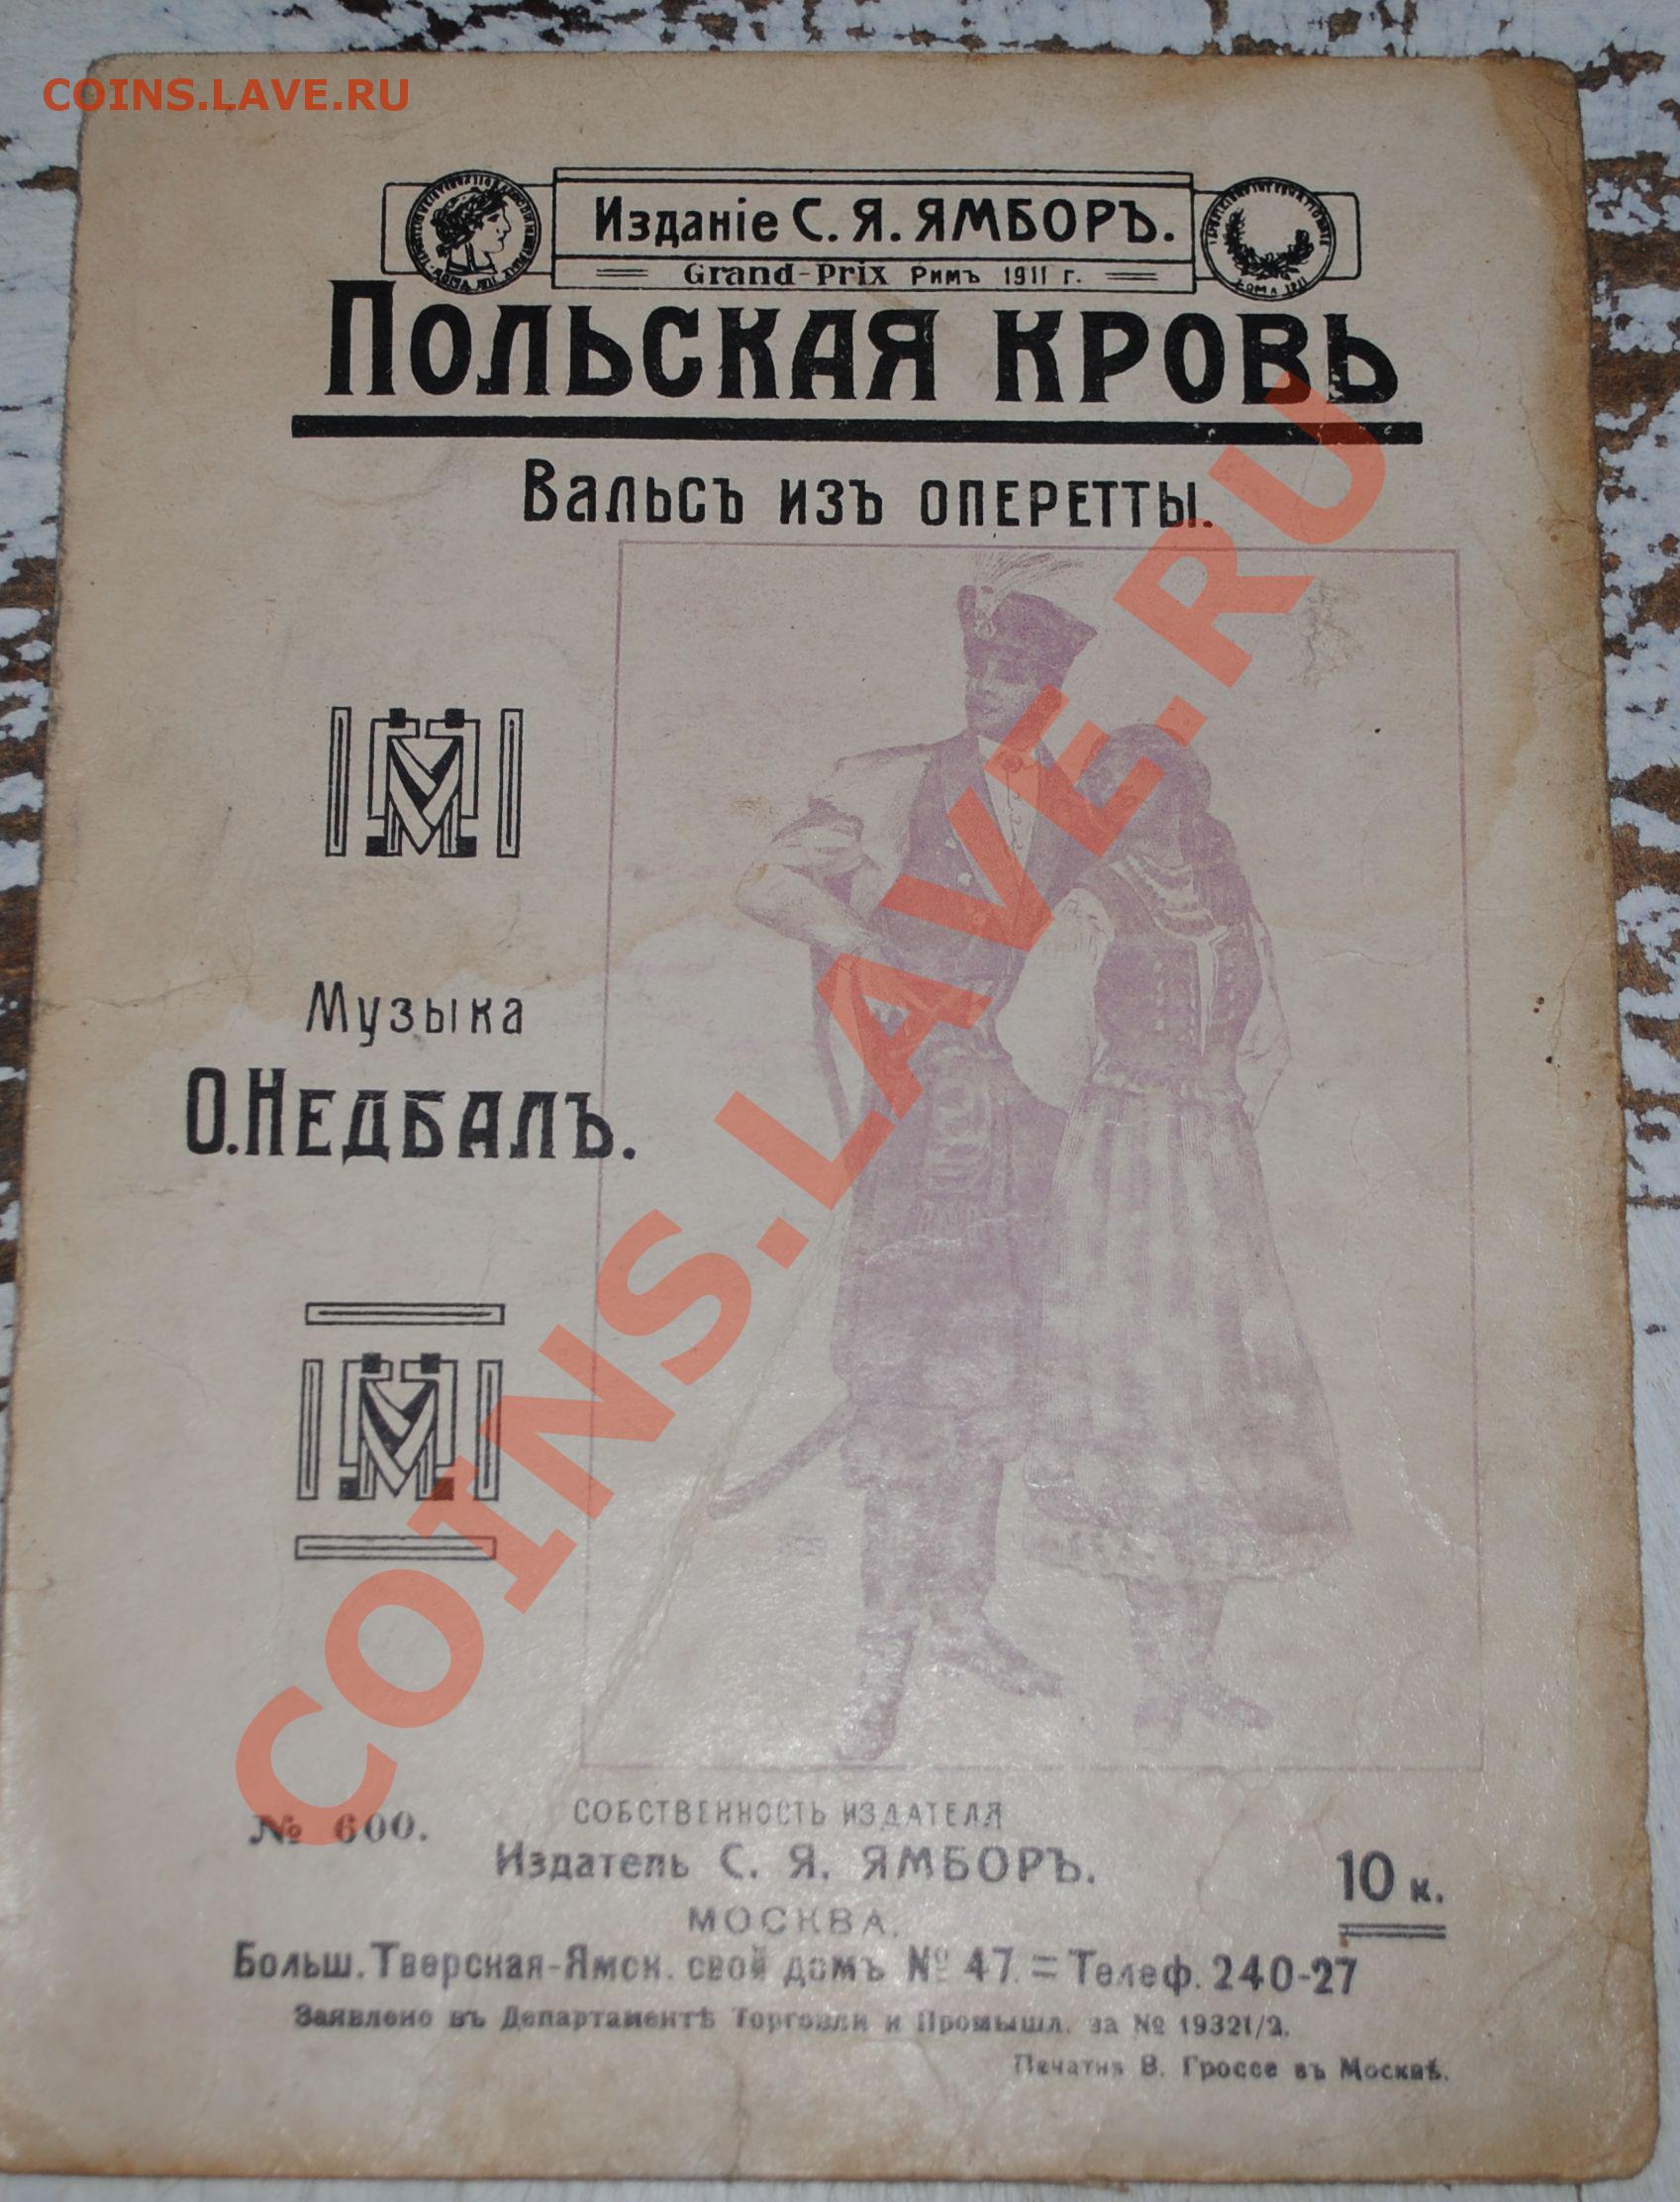 COINS.LAVE.RU
Изданіе С. Я. ЯМБОРЪ.
Grand-Prix Римъ 1911 г.
ПОЛЬСКАЯ КРОВЬ
Вальсъ изъ оперетты.
Музыка
О. НЕДБАЛЪ.
COINS.LAVE.RU
№ 600.
СОБСТВЕННОСТЬ ИЗДАТЕЛЯ
Издатель С. Я. ЯМБОРЪ.
10 к.
МОСКВА.
Больш. Тверская-Ямск. свой домъ № 47. = Телеф. 240-27
Заявлено въ Департаментѣ Торговли и Промышл. за № 19321/2.
Печатня В. Гроссе въ Москвѣ.